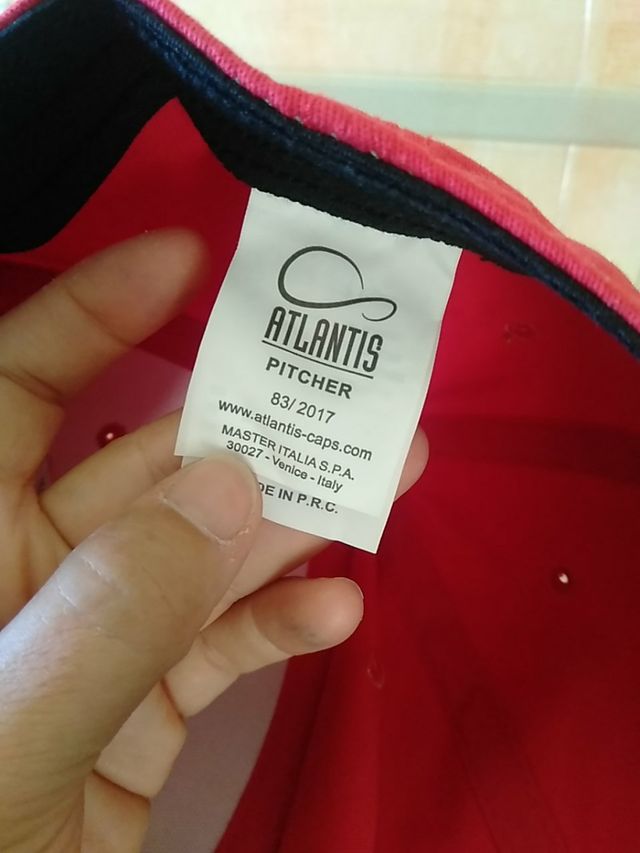 ATLANTIS
PITCHER
83/2017
www.atlantis-caps.com
MASTER ITALIA S.P.A.
30027 - Venice - Italy
IN P.R.C.